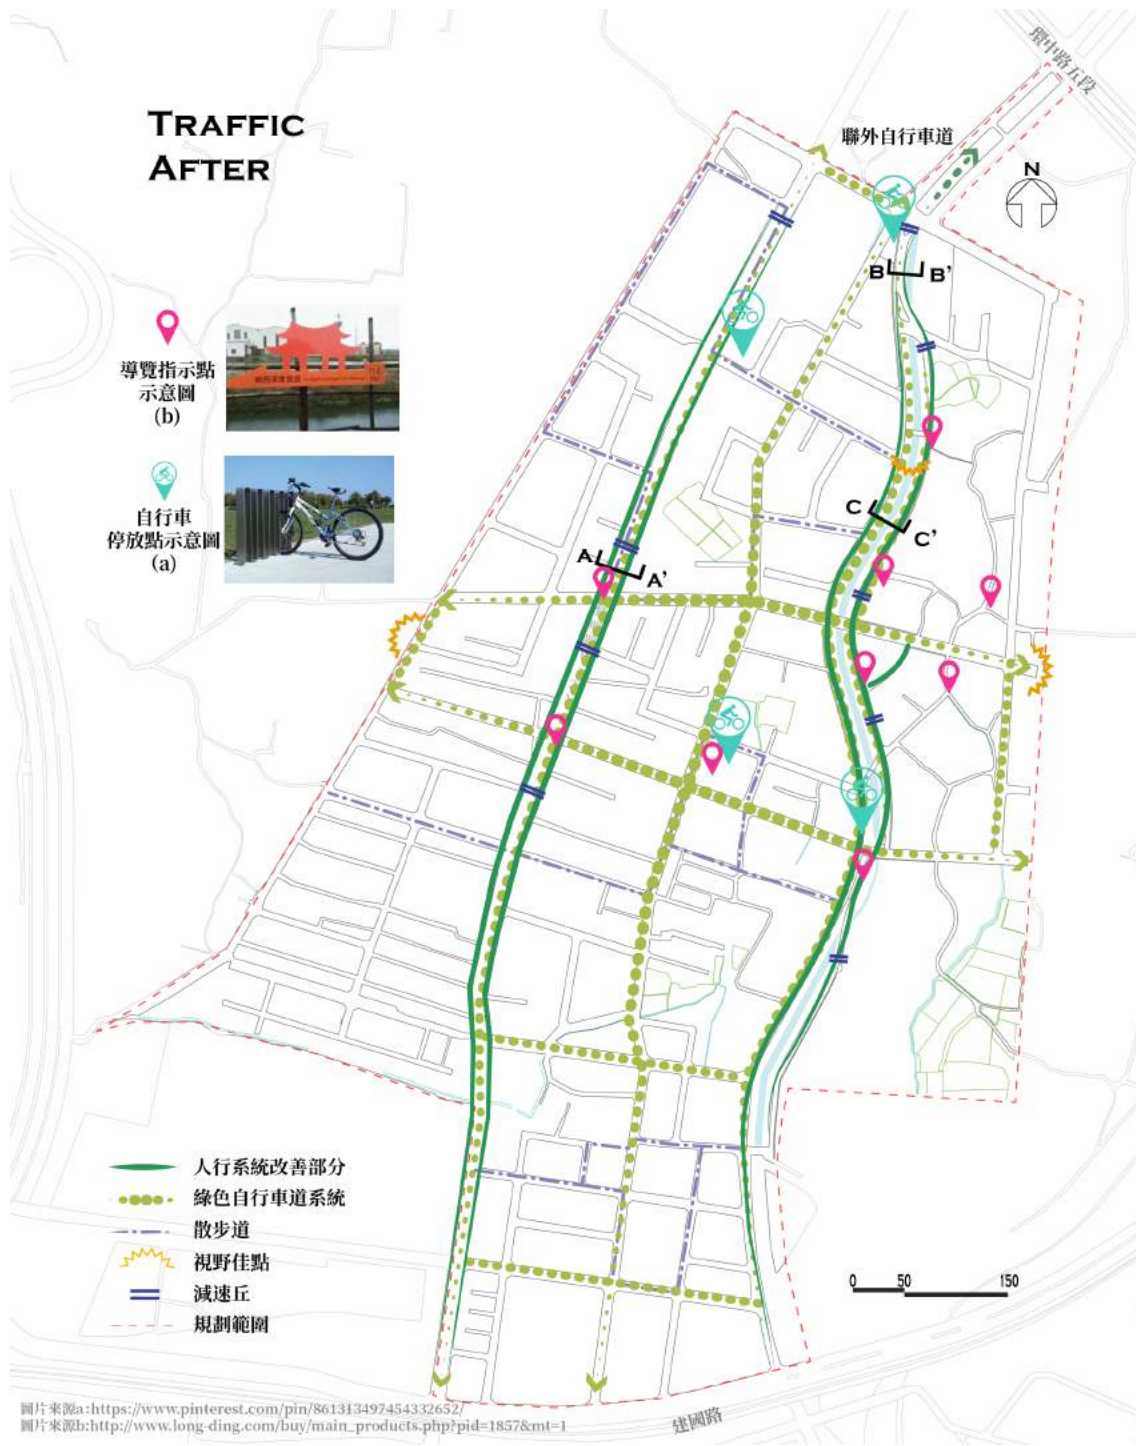 環中路五段
TRAFFIC
AFTER
聯外自行車道
N
B
B'
導覽指示點
示意圖
(b)
自行車
停放點示意圖
(a)
C
C'
A
A'
人行系統改善部分
綠色自行車道系統
散步道
視野佳點
減速丘
規劃範圍
0 50 150
圖片來源a:https://www.pinterest.com/pin/861313497454332652/
圖片來源b:http://www.long-ding.com/buy/main_products.php?pid=1857&mt=1
建國路